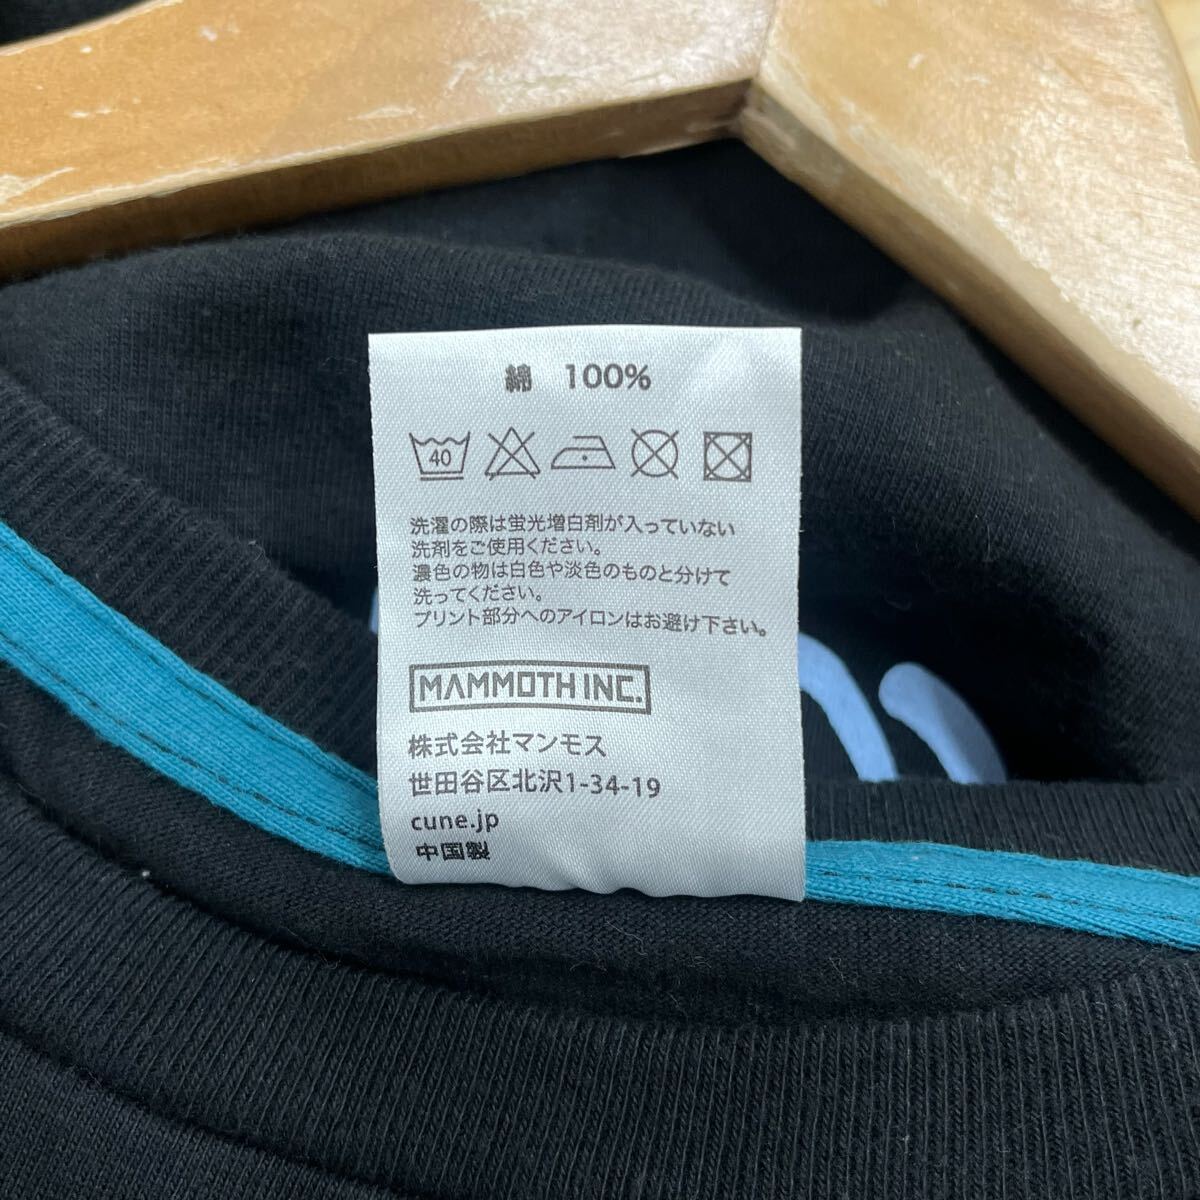 綿 100%
40
洗濯の際は蛍光増白剤が入っていない
洗剤をご使用ください。
濃色の物は白色や淡色のものと分けて
洗ってください。
プリント部分へのアイロンはお避け下さい。
MAMMOTH INC.
株式会社マンモス
世田谷区北沢1-34-19
cune.jp
中国製